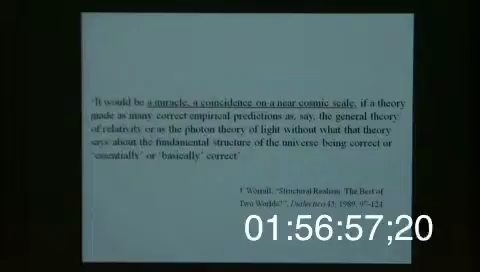 'It would be a miracle, a coincidence on a near cosmic scale, if a theory
made as many correct empirical predictions as, say, the general theory
of relativity or as the photon theory of light without what that theory
says about the fundamental structure of the universe being correct or
'essentially' or 'basically' correct'
J. Worrall, "Structural Realism: The Best of
Two Worlds?", Dialectica 43, 1989, 97-124
01:56:57;20